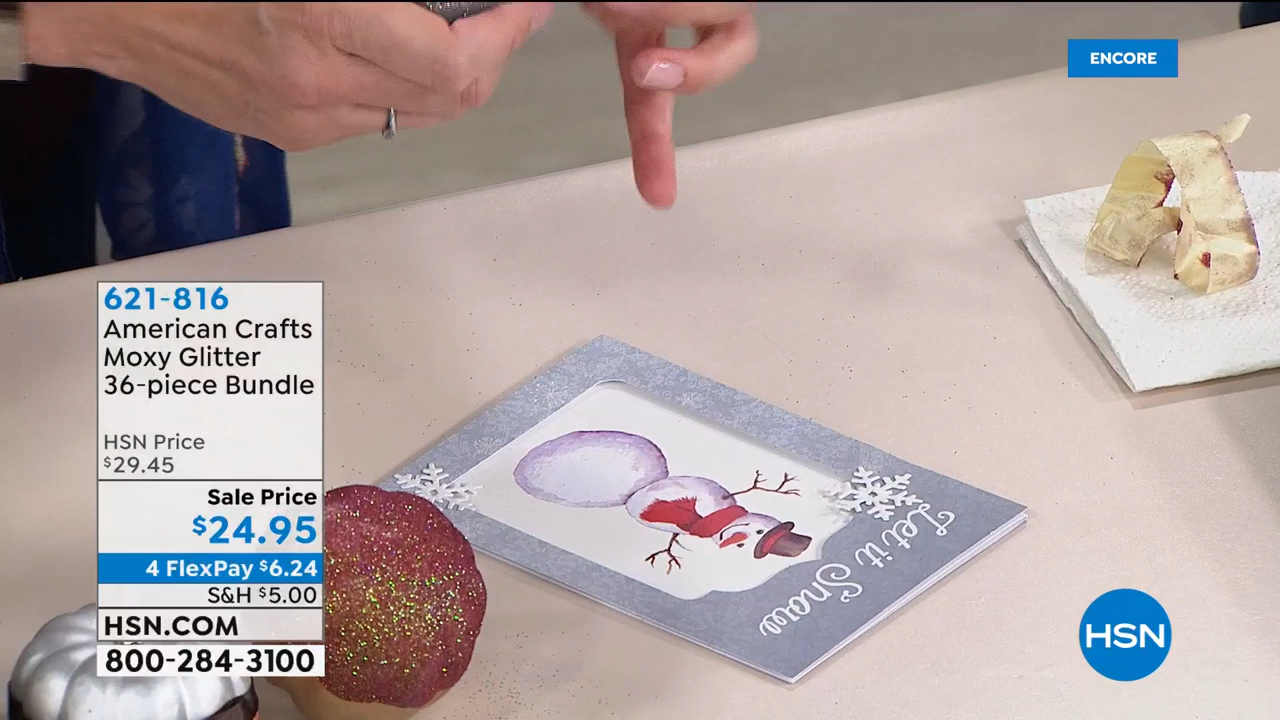 ENCORE
621-816
American Crafts
Moxy Glitter
36-piece Bundle
HSN Price
$29.45
Sale Price
$24.95
4 FlexPay $6.24
S&H $5.00
HSN.COM
800-284-3100
Let it Snow
HSN